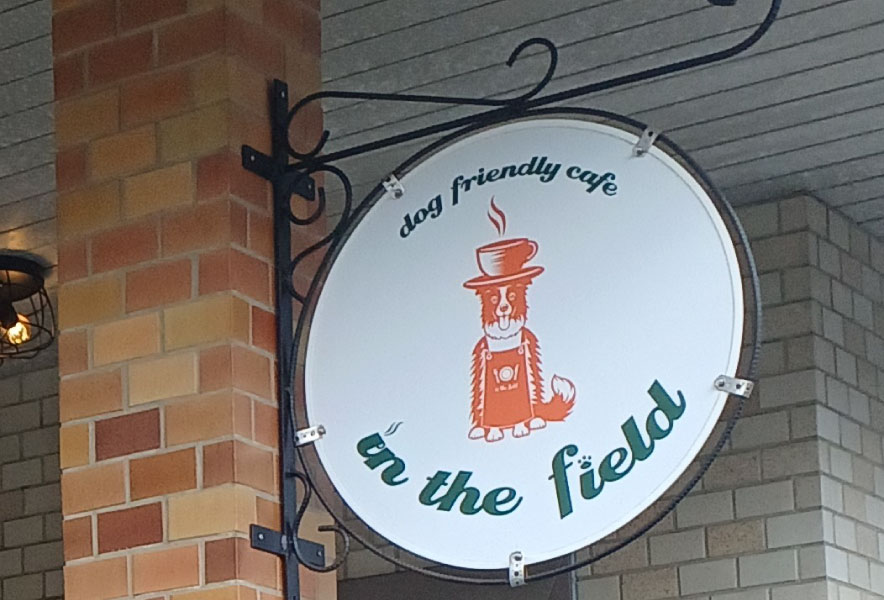 dog friendly cafe
in the field